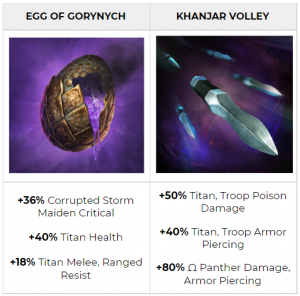 EGG OF GORYNYCH
KHANJAR VOLLEY
+36% Corrupted Storm
Maiden Critical
+40% Titan Health
+18% Titan Melee, Ranged
Resist
+50% Titan, Troop Poison
Damage
+40% Titan, Troop Armor
Piercing
+80% Ω Panther Damage,
Armor Piercing